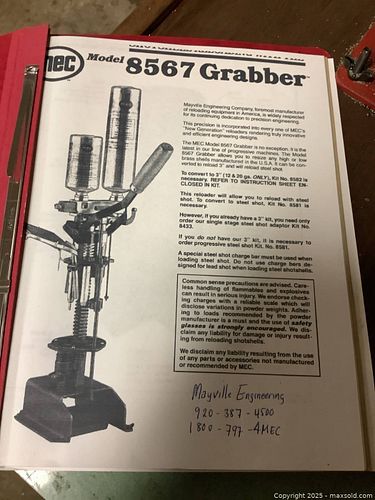 mec
Model 8567 Grabber™
Mayville Engineering Company, foremost manufacturer
of reloading equipment in America, is widely respected
for its continuing dedication to precision engineering.
This precision is incorporated into every one of MEC's
"New Generation" reloaders rendering truly innovative
and efficient engineering designs.
The MEC Model 8567 Grabber is no exception. It is the
latest in our line of progressive machines. The Model
8567 Grabber allows you to resize any high or low
brass shells manufactured in the U.S.A. It can be con-
verted to reload 3" and will reload steel shot.
To convert to 3" (12 & 20 ga. ONLY), Kit No. 8582 is
necessary. REFER TO INSTRUCTION SHEET EN-
CLOSED IN KIT.
This reloader will allow you to reload with steel
shot. To convert to steel shot, Kit No. 8581 is
necessary.
However, if you already have a 3" kit, you need only
order our single stage steel shot adaptor Kit No.
8433.
If you do not have our 3" kit, it is necessary to
order progressive steel shot Kit. No. 8581.
A special steel shot charge bar must be used when
loading steel shot. Do not use charge bars de-
signed for lead shot when loading steel shotshells.
Common sense precautions are advised. Care-
less handling of flammables and explosives
can result in serious injury. We endorse check-
ing charges with a reliable scale which will
disclose variations in powder weights. Adher-
ing to loads recommended by the powder
manufacturer is a must and the use of safety
glasses is strongly encouraged. We dis-
claim any liability for damage or injury result-
ing from reloading shotshells.
We disclaim any liability resulting from the use
of any parts or accessories not manufactured
or recommended by MEC.
Mayville Engineering
920-387-4500
1800-797-4MEC
Copyright © 2025 - maxsold.com